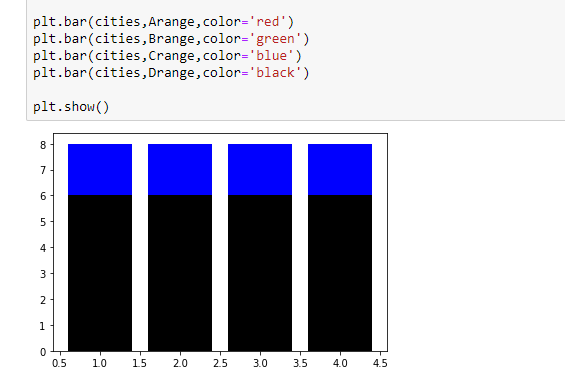 plt.bar(cities,Arange,color='red')
plt.bar(cities,Brange,color='green')
plt.bar(cities,Crange,color='blue')
plt.bar(cities,Drange,color='black')
plt.show()
8
7
6
5
4
3
2
1
0
0.5 1.0 1.5 2.0 2.5 3.0 3.5 4.0 4.5